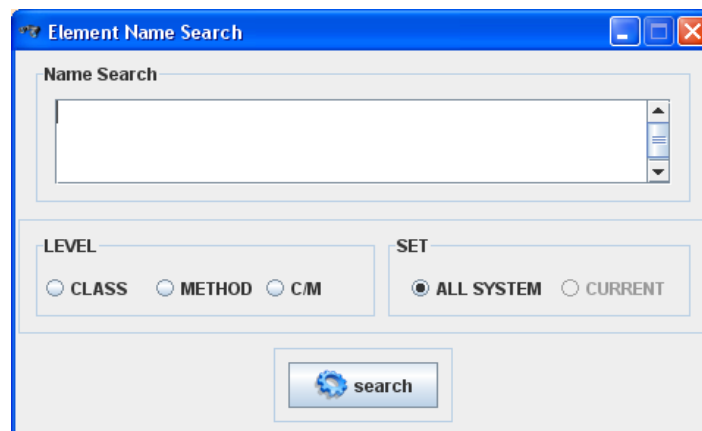 Element Name Search
Name Search
LEVEL
SET
CLASS METHOD C/M
ALL SYSTEM CURRENT
search